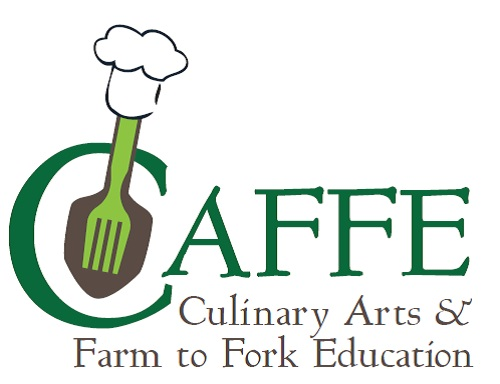 CAFFE
Culinary Arts &
Farm to Fork Education